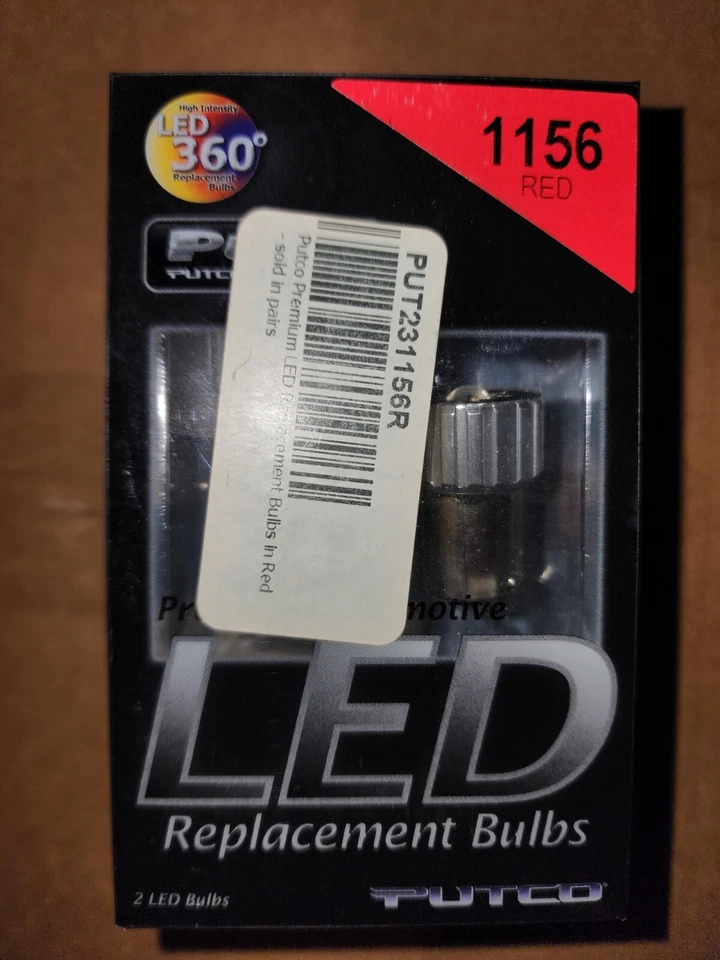 High Intensity
LED
360°
Replacement
Bulbs
1156
RED
PUTCO
PUT231156R
Putco Premium LED Replacement Bulbs in Red
- sold in pairs
LED
Replacement Bulbs
2 LED Bulbs
PUTCO